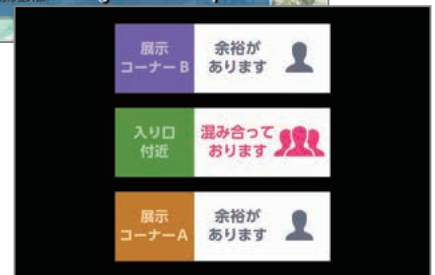 展示
コーナーB
余裕が
あります
入り口
付近
混み合って
おります
展示
コーナーA
余裕が
あります